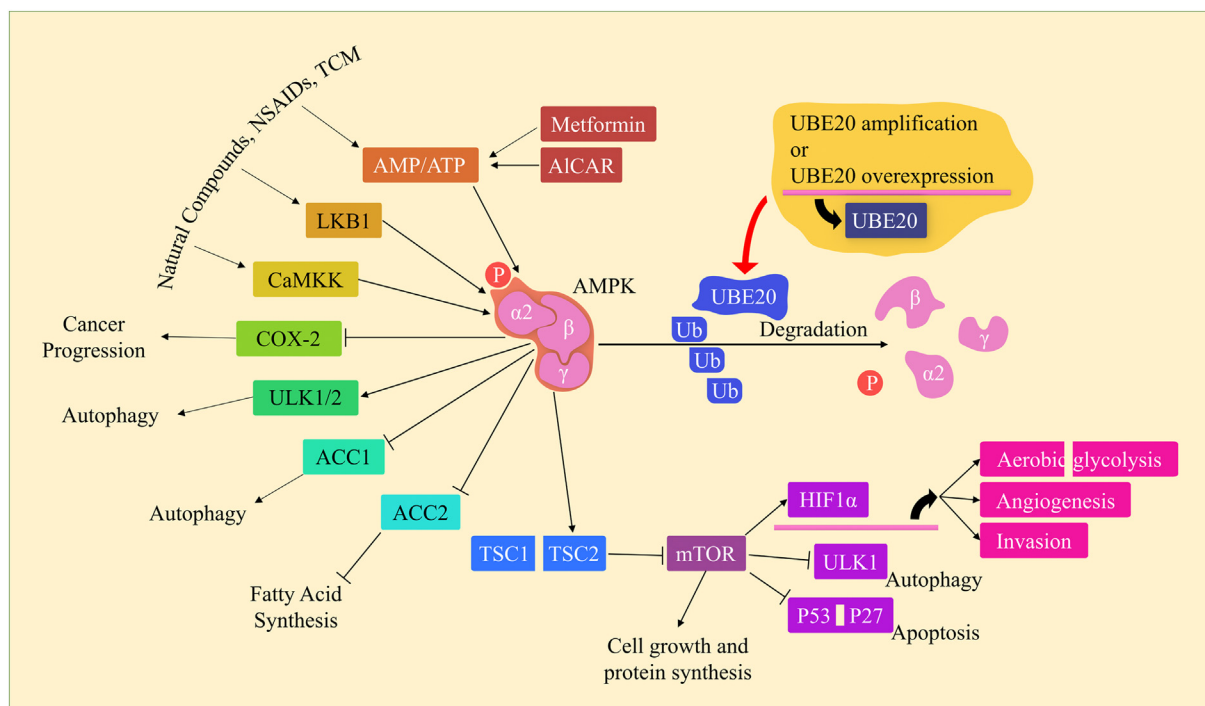 Natural Compounds, NSAIDs, TCM
Metformin
AlCAR
AMP/ATP
LKB1
CaMKK
COX-2
Cancer
Progression
ULK1/2
Autophagy
ACC1
Autophagy
ACC2
Fatty Acid
Synthesis
P
AMPK
α2
β
γ
UBE20 amplification
or
UBE20 overexpression
UBE20
UBE20
Ub
Ub
Ub
Degradation
β
γ
α2
P
TSC1
TSC2
mTOR
Cell growth and
protein synthesis
HIF1α
ULK1
Autophagy
P53
P27
Apoptosis
Aerobic glycolysis
Angiogenesis
Invasion